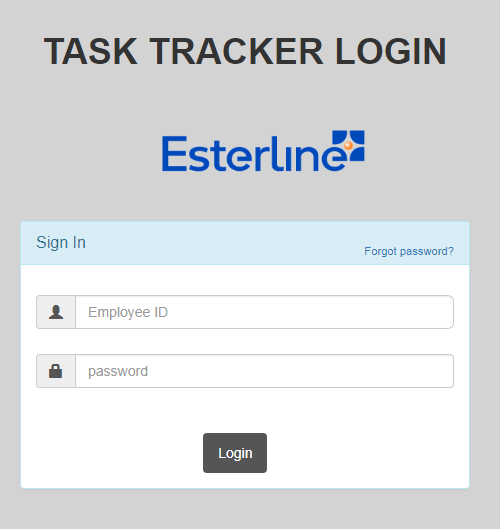 TASK TRACKER LOGIN
Esterline
Sign In
Forgot password?
Employee ID
password
Login